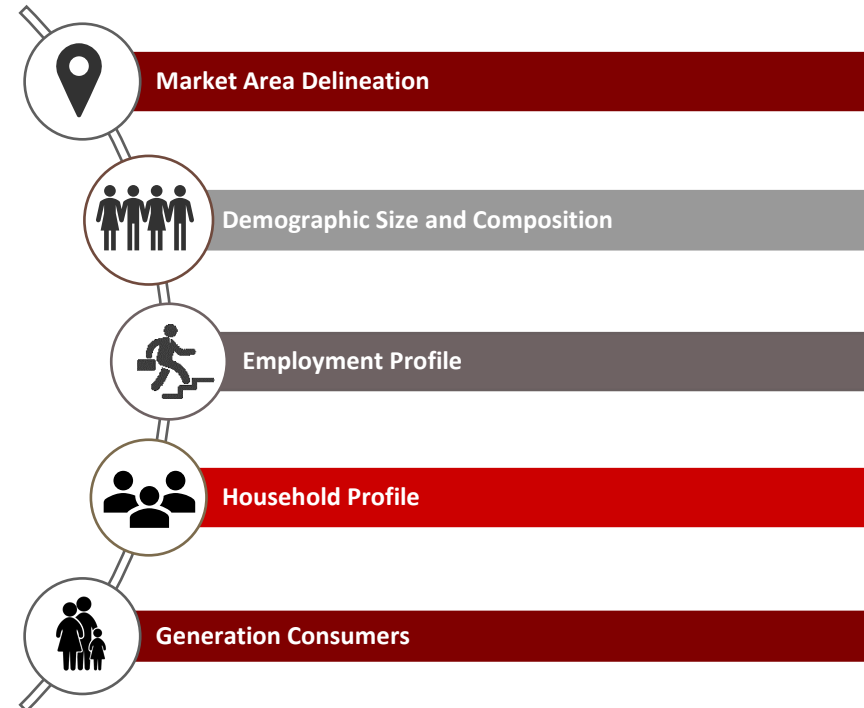 Market Area Delineation
Demographic Size and Composition
Employment Profile
Household Profile
Generation Consumers